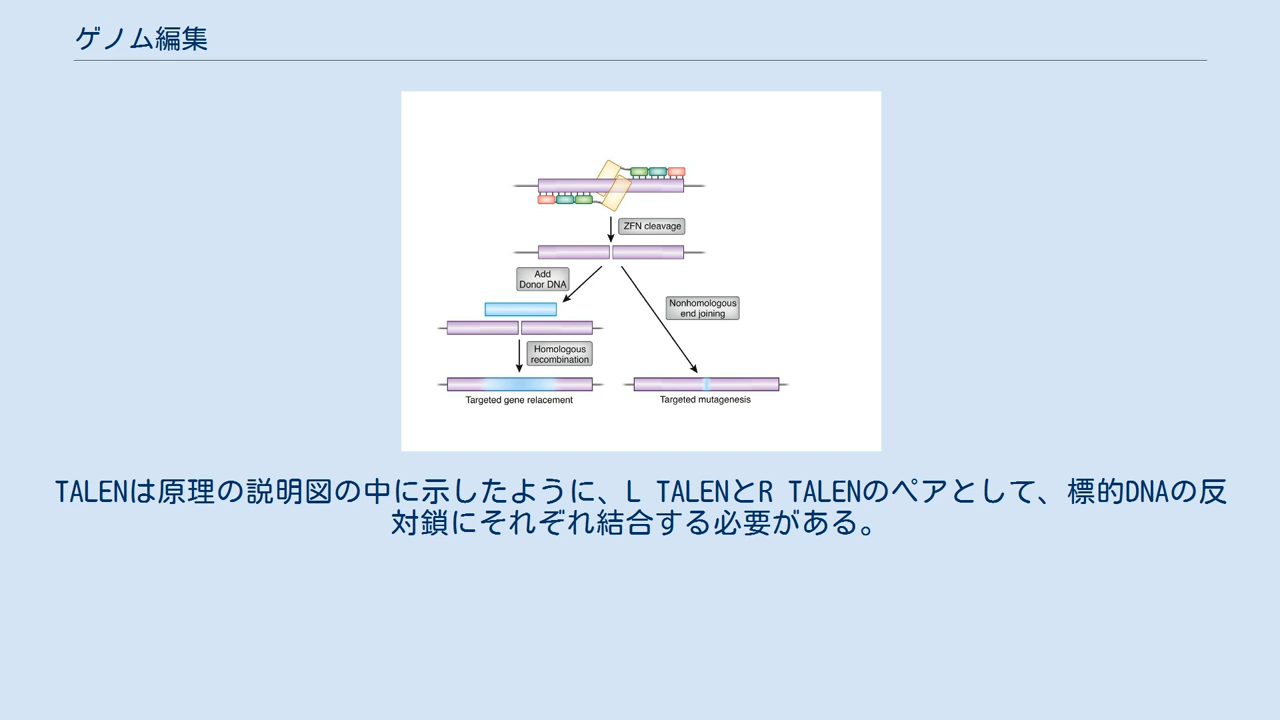 ゲノム編集
ZFN cleavage
Add
Donor DNA
Nonhomologous
end joining
Homologous
recombination
Targeted gene relacement
Targeted mutagenesis
TALENは原理の説明図の中に示したように、L TALENとR TALENのペアとして、標的DNAの反
対鎖にそれぞれ結合する必要がある。